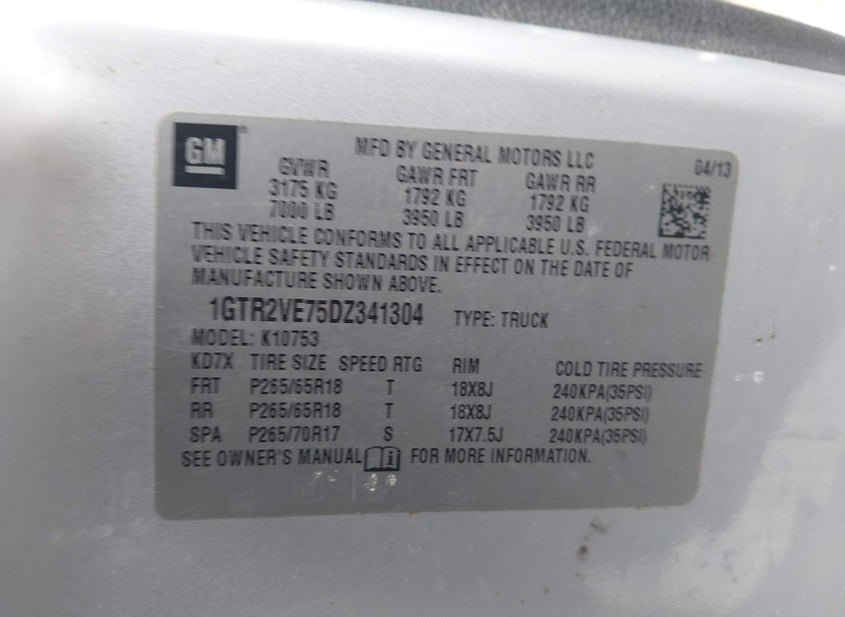 GM
MFD BY GENERAL MOTORS LLC 04/13
GVWR GAWR FRT GAWR RR
3175 KG 1792 KG 1792 KG
7000 LB 3950 LB 3950 LB
THIS VEHICLE CONFORMS TO ALL APPLICABLE U.S. FEDERAL MOTOR
VEHICLE SAFETY STANDARDS IN EFFECT ON THE DATE OF
MANUFACTURE SHOWN ABOVE.
1GTR2VE75DZ341304 TYPE: TRUCK
MODEL: K10753
KD7X TIRE SIZE SPEED RTG RIM COLD TIRE PRESSURE
FRT P265/65R18 T 18X8J 240KPA(35PSI)
RR P265/65R18 T 18X8J 240KPA(35PSI)
SPA P265/70R17 S 17X7.5J 240KPA(35PSI)
SEE OWNER'S MANUAL FOR MORE INFORMATION.